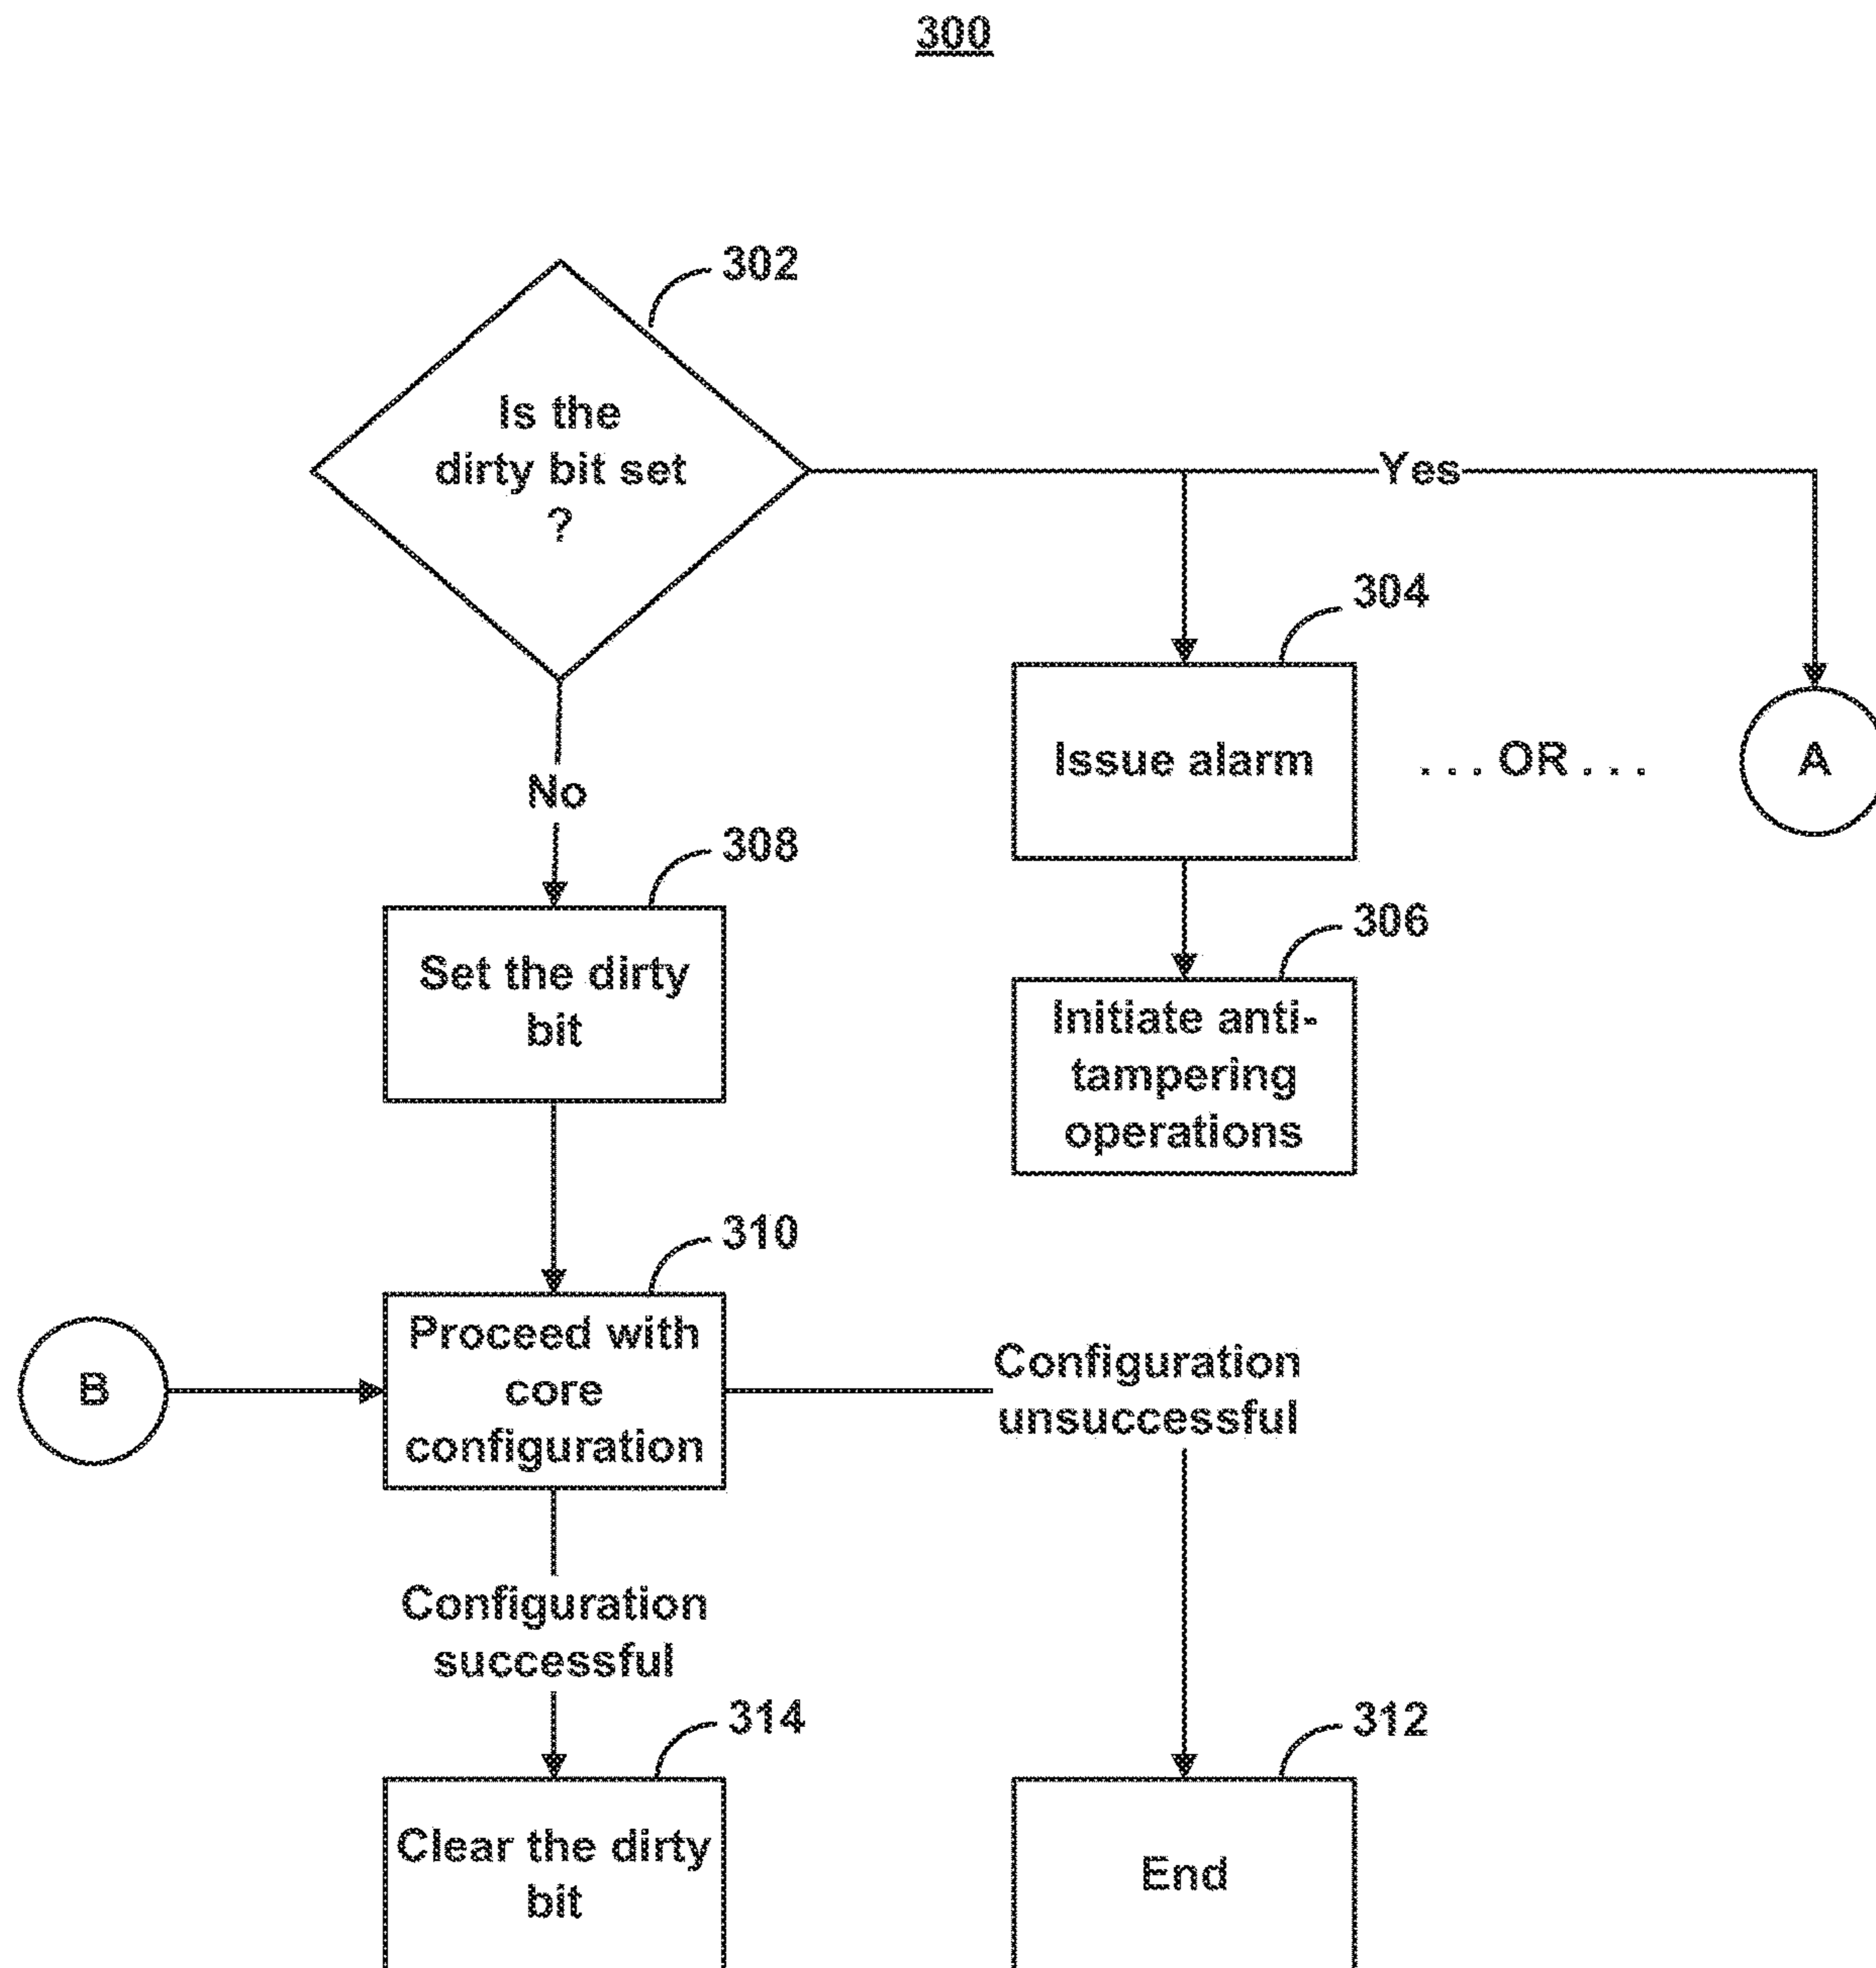 300
302
Is the
dirty bit set
?
Yes
304
Issue alarm
. . . OR . . .
A
No
308
Set the dirty
bit
306
Initiate anti-
tampering
operations
310
B
Proceed with
core
configuration
Configuration
unsuccessful
Configuration
successful
314
Clear the dirty
bit
312
End